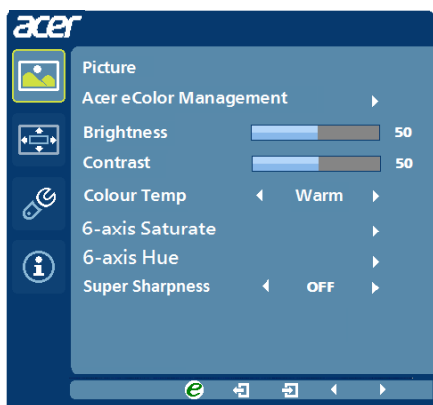 acer
Picture
Acer eColor Management
Brightness 50
Contrast 50
Colour Temp Warm
6-axis Saturate
6-axis Hue
Super Sharpness OFF
e